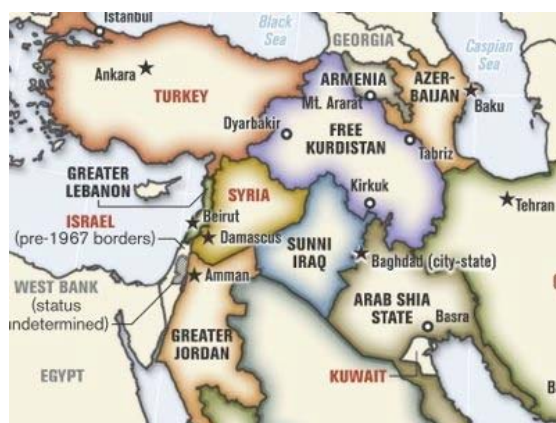 Istanbul
Black
Sea
GEORGIA
Caspian
Sea
Ankara
TURKEY
ARMENIA
Mt. Ararat
AZER-
BAIJAN
Baku
Dyarbakir
FREE
KURDISTAN
Tabriz
GREATER
LEBANON
SYRIA
Kirkuk
Tehran
ISRAEL
(pre-1967 borders)
Beirut
Damascus
SUNNI
IRAQ
Baghdad (city-state)
WEST BANK
(status
undetermined)
Amman
ARAB SHIA
STATE
Basra
GREATER
JORDAN
EGYPT
KUWAIT